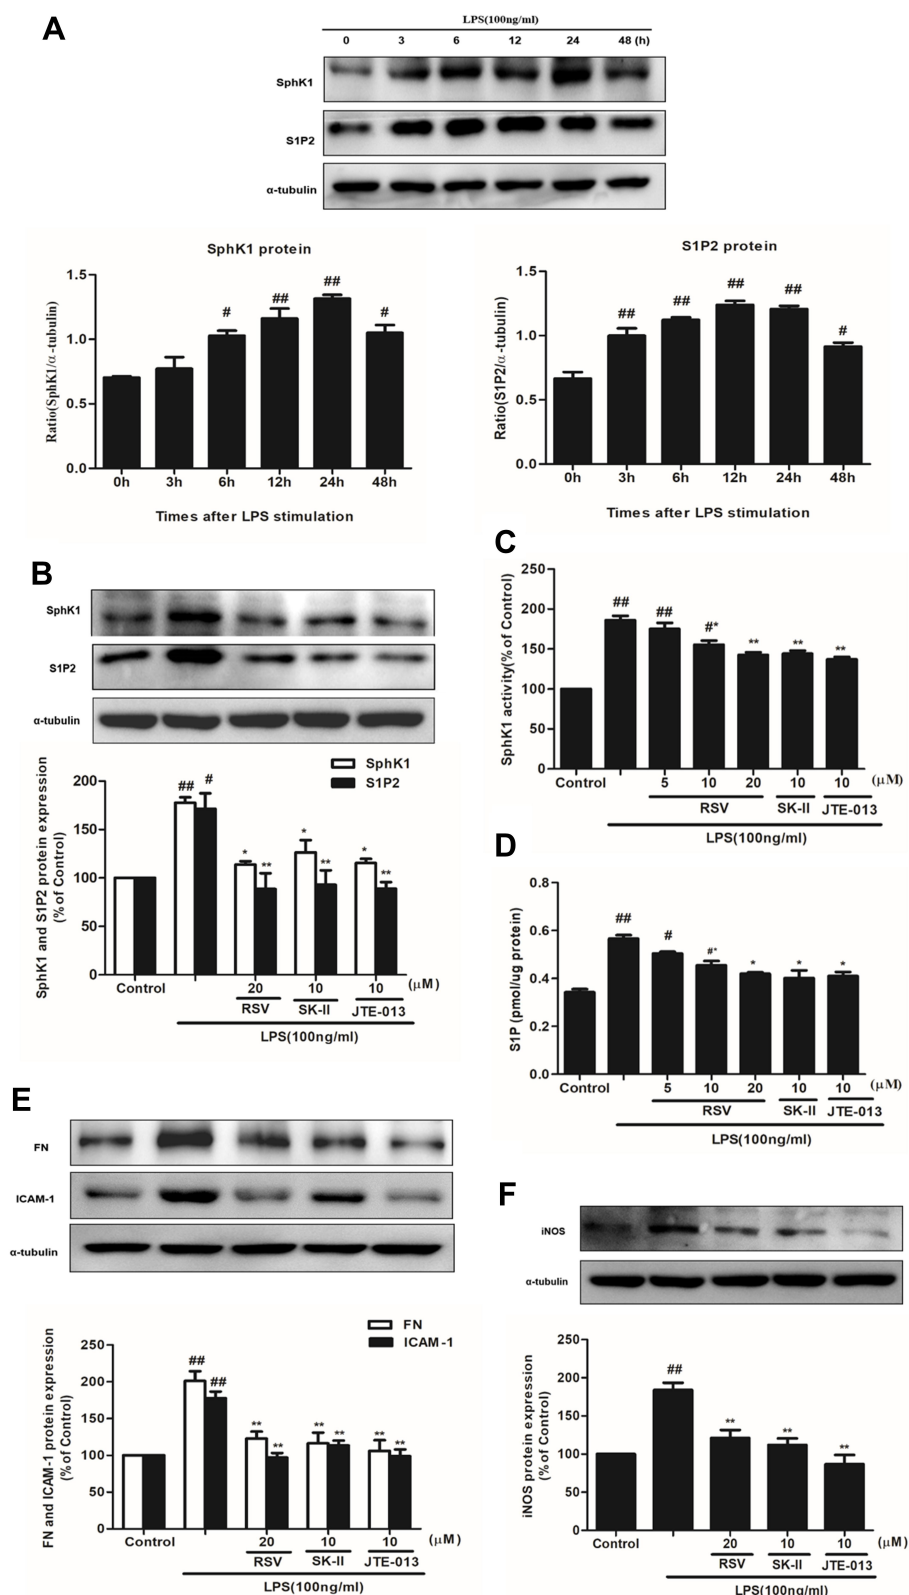 A
LPS(100ng/ml)
0 3 6 12 24 48 (h)
SphK1
S1P2
α-tubulin
SphK1 protein
Ratio(SphK1/α-tubulin)
1.5
1.0
0.5
0.0
# ## ## #
0h 3h 6h 12h 24h 48h
Times after LPS stimulation
S1P2 protein
Ratio(S1P2/α-tubulin)
1.5
1.0
0.5
0.0
## ## ## ## #
0h 3h 6h 12h 24h 48h
Times after LPS stimulation
B
SphK1
S1P2
α-tubulin
SphK1
S1P2
SphK1 and S1P2 protein expression
(% of Control)
200
150
100
50
0
## # * ** * ** * **
Control 20 10 10 (μM)
RSV SK-II JTE-013
LPS(100ng/ml)
C
SphK1 activity(% of Control)
250
200
150
100
50
0
## ## #* ** ** **
Control 5 10 20 10 10 (μM)
RSV SK-II JTE-013
LPS(100ng/ml)
D
S1P (pmol/ug protein)
0.8
0.6
0.4
0.2
0.0
## # #* * * *
Control 5 10 20 10 10 (μM)
RSV SK-II JTE-013
LPS(100ng/ml)
E
FN
ICAM-1
α-tubulin
FN
ICAM-1
FN and ICAM-1 protein expression
(% of Control)
250
200
150
100
50
0
## ## ** ** ** ** ** **
Control 20 10 10 (μM)
RSV SK-II JTE-013
LPS(100ng/ml)
F
iNOS
α-tubulin
iNOS protein expression
(% of Control)
250
200
150
100
50
0
## ** ** **
Control 20 10 10 (μM)
RSV SK-II JTE-013
LPS(100ng/ml)